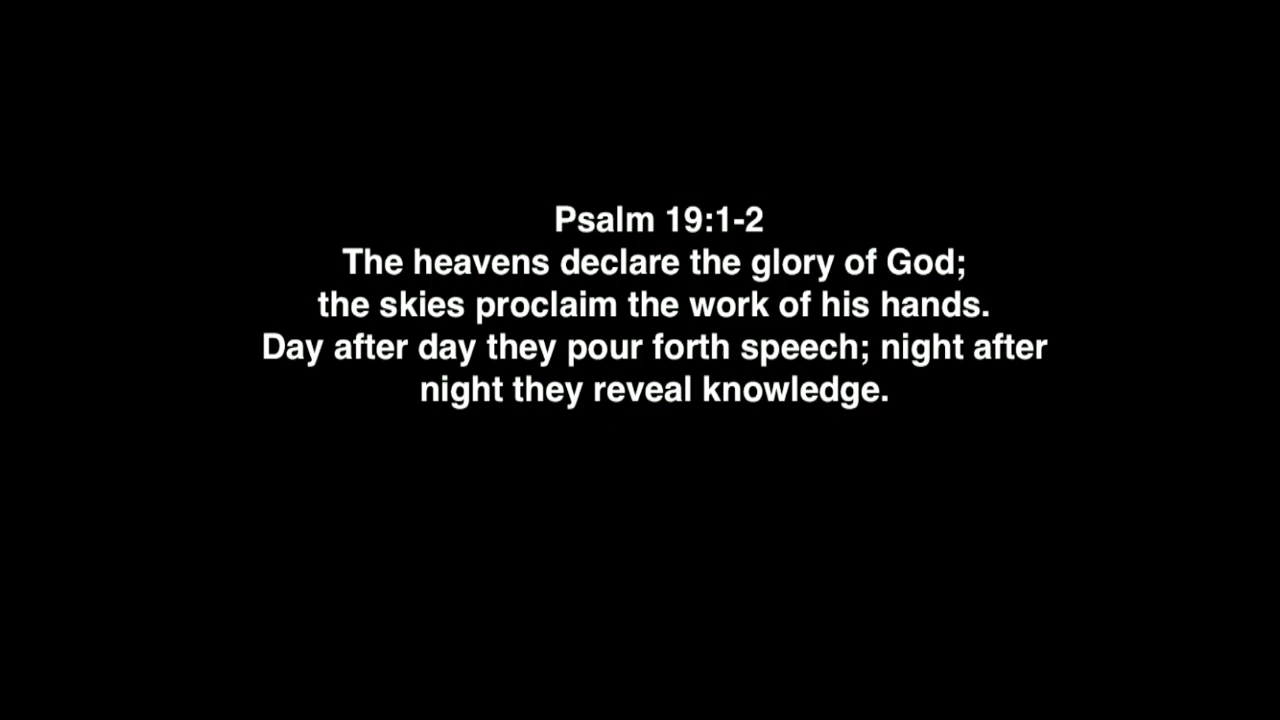 Psalm 19:1-2
The heavens declare the glory of God;
the skies proclaim the work of his hands.
Day after day they pour forth speech; night after
night they reveal knowledge.